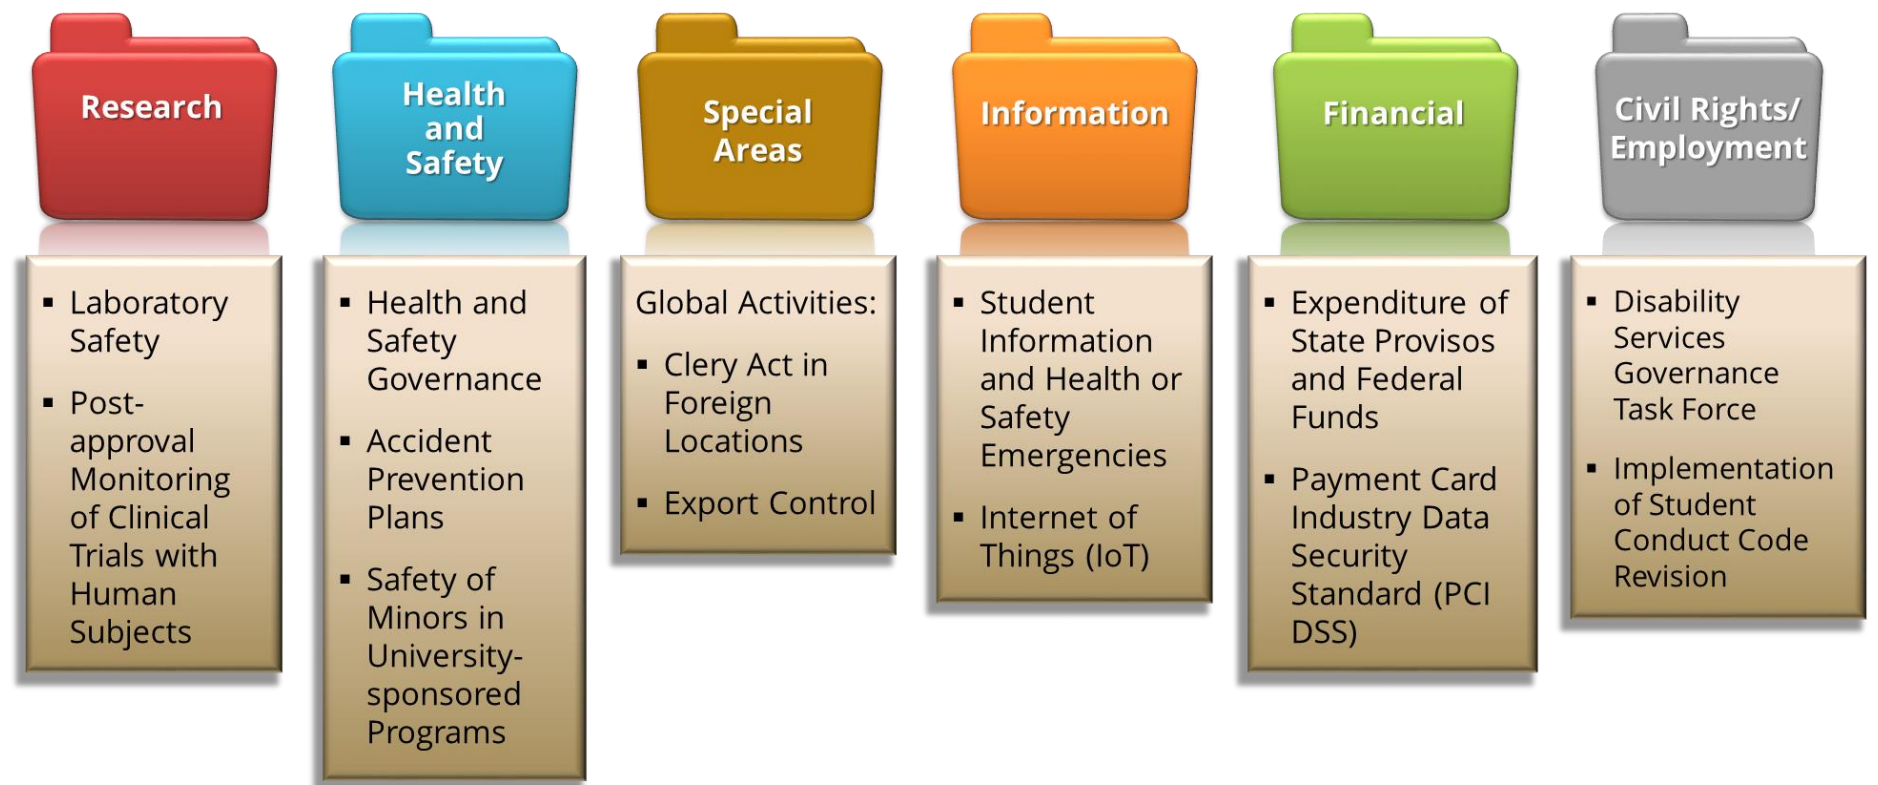 Research
Laboratory
Safety
Post-
approval
Monitoring
of Clinical
Trials with
Human
Subjects
Health
and
Safety
Health and
Safety
Governance
Accident
Prevention
Plans
Safety of
Minors in
University-
sponsored
Programs
Special
Areas
Global Activities:
Clery Act in
Foreign
Locations
Export Control
Information
Student
Information
and Health or
Safety
Emergencies
Internet of
Things (IoT)
Financial
Expenditure of
State Provisos
and Federal
Funds
Payment Card
Industry Data
Security
Standard (PCI
DSS)
Civil Rights/
Employment
Disability
Services
Governance
Task Force
Implementation
of Student
Conduct Code
Revision